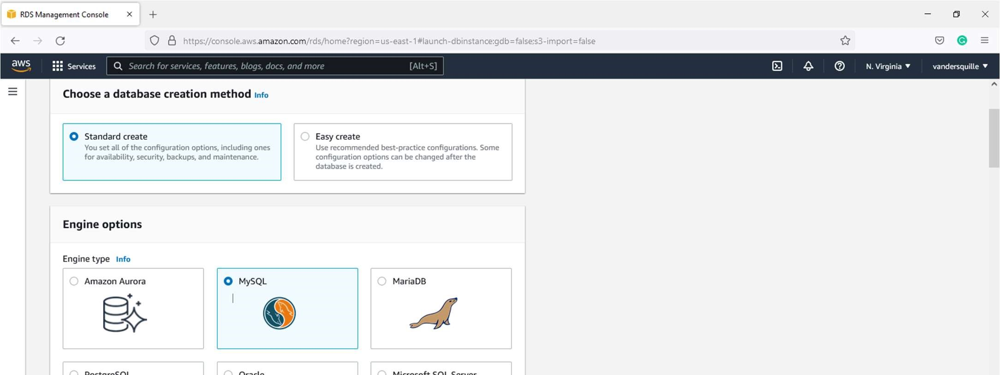 RDS Management Console
https://console.aws.amazon.com/rds/home?region=us-east-1#launch-dbinstance:gdb=false;s3-import=false
aws Services Search for services, features, blogs, docs, and more [Alt+S] N. Virginia vandersquille
Choose a database creation method Info
Standard create
You set all of the configuration options, including ones
for availability, security, backups, and maintenance.
Easy create
Use recommended best-practice configurations. Some
configuration options can be changed after the
database is created.
Engine options
Engine type Info
Amazon Aurora
MySQL
MariaDB
PostgreSQL
Oracle
Microsoft SQL Server